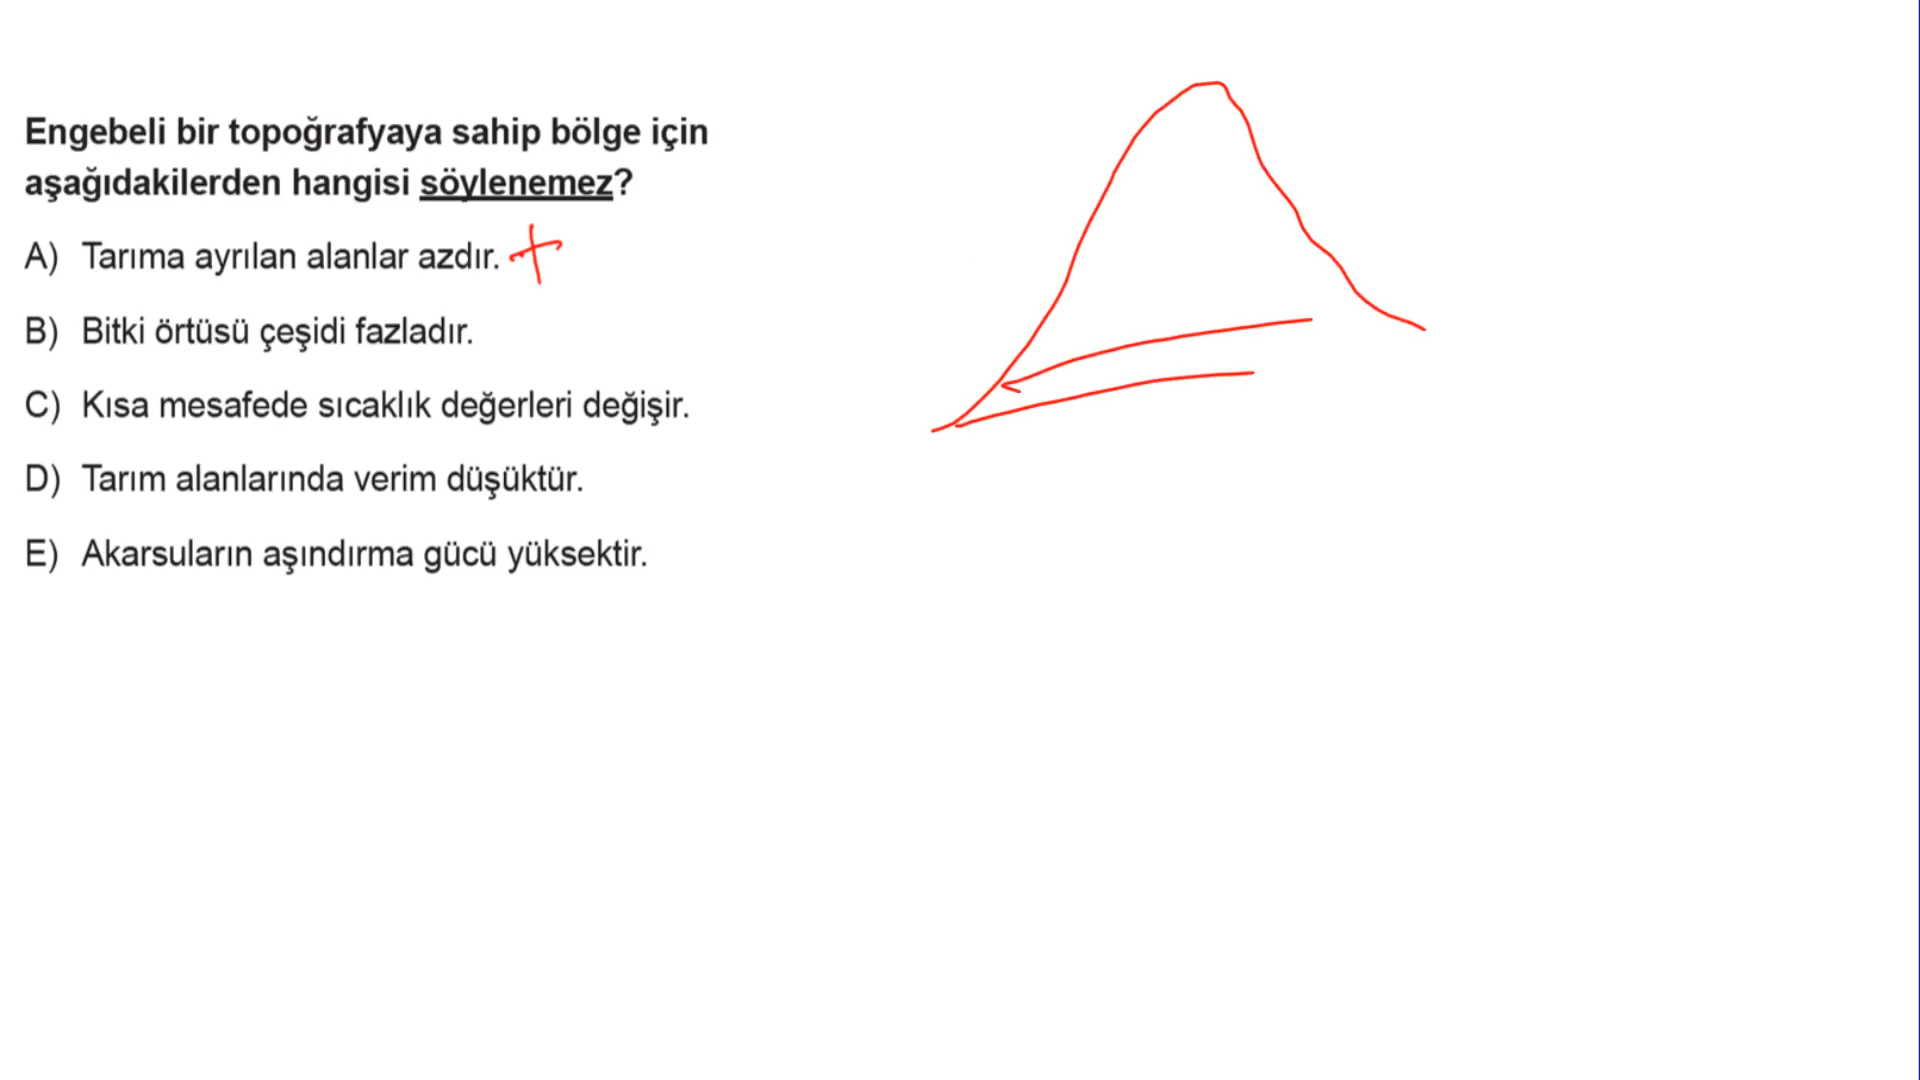 Engebeli bir topoğrafyaya sahip bölge için
aşağıdakilerden hangisi söylenemez?
A) Tarıma ayrılan alanlar azdır. +
B) Bitki örtüsü çeşidi fazladır.
C) Kısa mesafede sıcaklık değerleri değişir.
D) Tarım alanlarında verim düşüktür.
E) Akarsuların aşındırma gücü yüksektir.